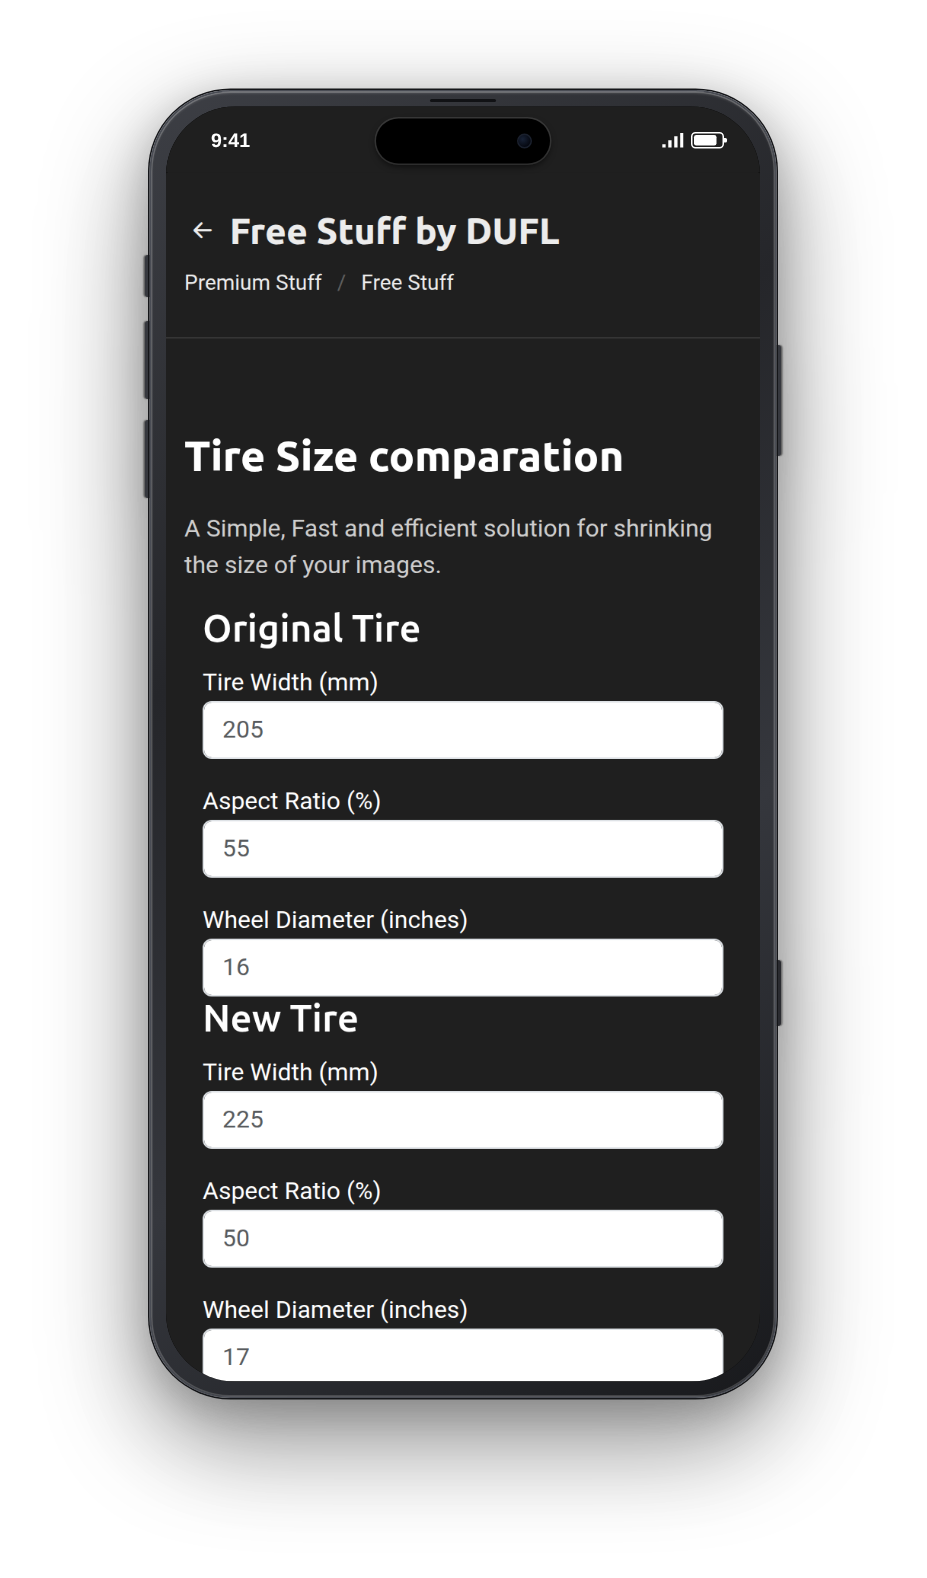 9:41
Free Stuff by DUFL
Premium Stuff / Free Stuff
Tire Size comparation
A Simple, Fast and efficient solution for shrinking
the size of your images.
Original Tire
Tire Width (mm)
205
Aspect Ratio (%)
55
Wheel Diameter (inches)
16
New Tire
Tire Width (mm)
225
Aspect Ratio (%)
50
Wheel Diameter (inches)
17